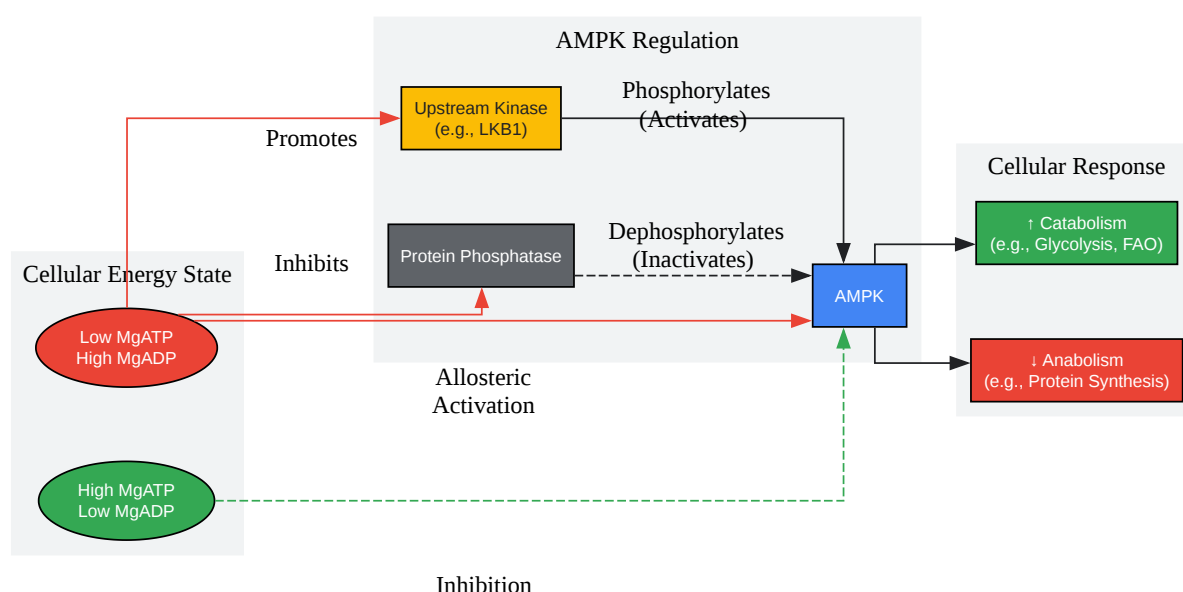 AMPK Regulation
Phosphorylates
(Activates)
Upstream Kinase
(e.g., LKB1)
Promotes
Cellular Response
↑ Catabolism
(e.g., Glycolysis, FAO)
Dephosphorylates
(Inactivates)
Protein Phosphatase
Inhibits
Cellular Energy State
AMPK
Low MgATP
High MgADP
↓ Anabolism
(e.g., Protein Synthesis)
Allosteric
Activation
High MgATP
Low MgADP
Inhibition